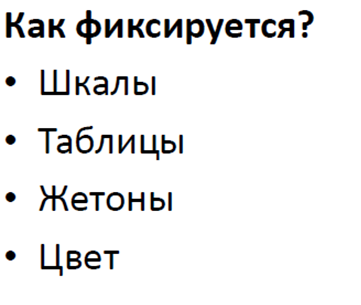 Как фиксируется?
• Шкалы
• Таблицы
• Жетоны
• Цвет